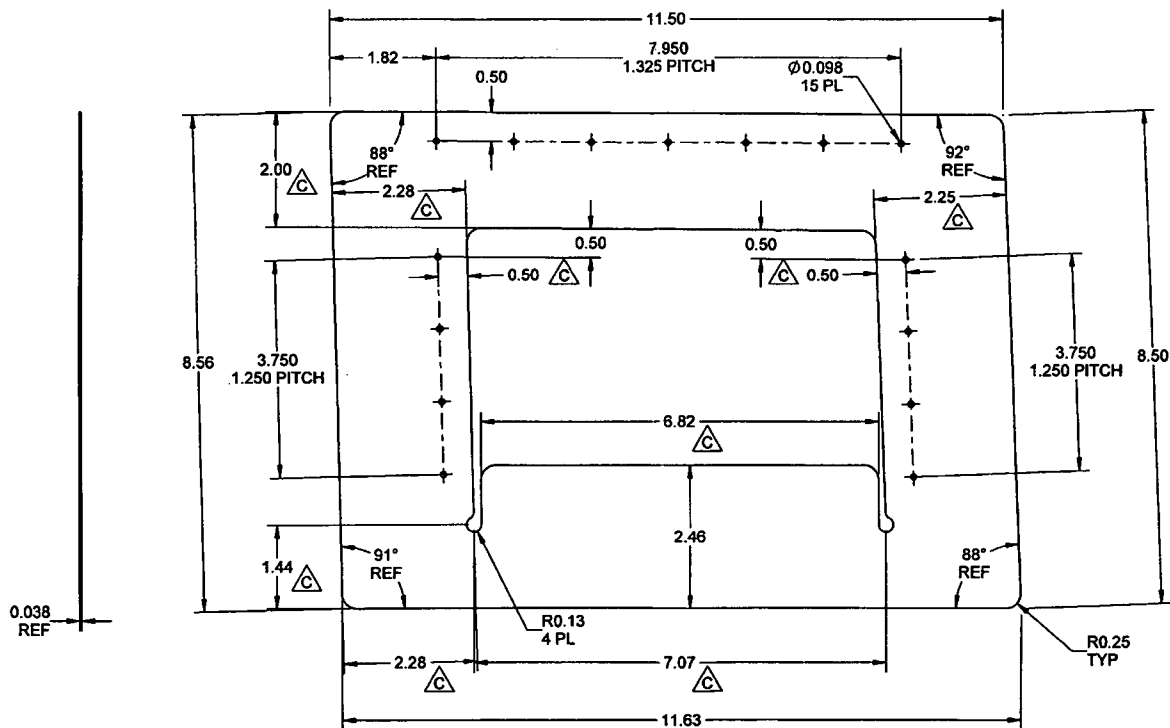 11.50
7.950
1.325 PITCH
1.82
Ø0.098
15 PL
0.50
88°
REF
92°
REF
2.00
C
2.28
C
2.25
C
0.50
C
0.50
0.50
C
0.50
8.56
3.750
1.250 PITCH
3.750
1.250 PITCH
8.50
6.82
C
2.46
1.44
C
91°
REF
88°
REF
0.038
REF
R0.13
4 PL
R0.25
TYP
2.28
C
7.07
C
11.63